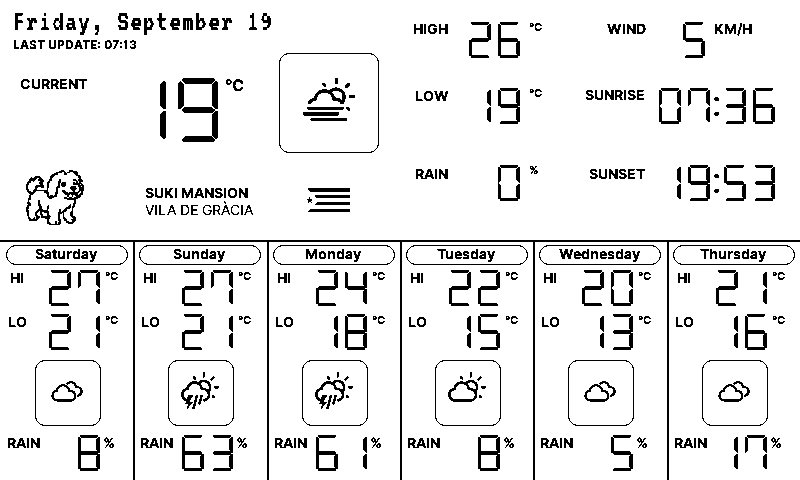 Friday, September 19
LAST UPDATE: 07:13
CURRENT 19 °C
SUKI MANSION
VILA DE GRÀCIA
HIGH 26 °C
LOW 19 °C
RAIN 0 %
WIND 5 KM/H
SUNRISE 07:36
SUNSET 19:53
Saturday
HI 27 °C
LO 21 °C
RAIN 8 %
Sunday
HI 27 °C
LO 21 °C
RAIN 63 %
Monday
HI 24 °C
LO 18 °C
RAIN 61 %
Tuesday
HI 22 °C
LO 15 °C
RAIN 8 %
Wednesday
HI 20 °C
LO 13 °C
RAIN 5 %
Thursday
HI 21 °C
LO 16 °C
RAIN 17 %